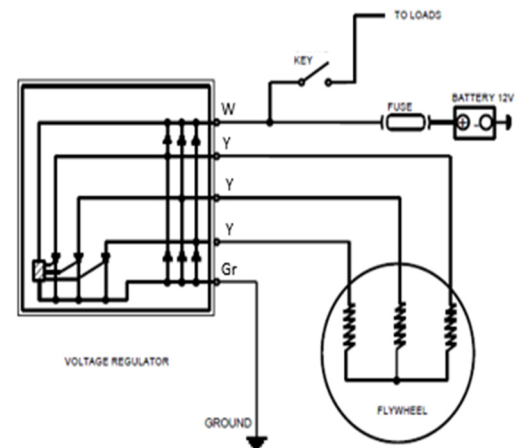 TO LOADS
KEY
FUSE
BATTERY 12V
+ -
W
Y
Y
Y
Gr
VOLTAGE REGULATOR
GROUND
FLYWHEEL